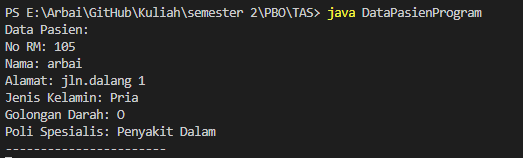 PS E:\Arbai\GitHub\Kuliah\semester 2\PBO\TAS> java DataPasienProgram
Data Pasien:
No RM: 105
Nama: arbai
Alamat: jln.dalang 1
Jenis Kelamin: Pria
Golongan Darah: O
Poli Spesialis: Penyakit Dalam
-----------------------